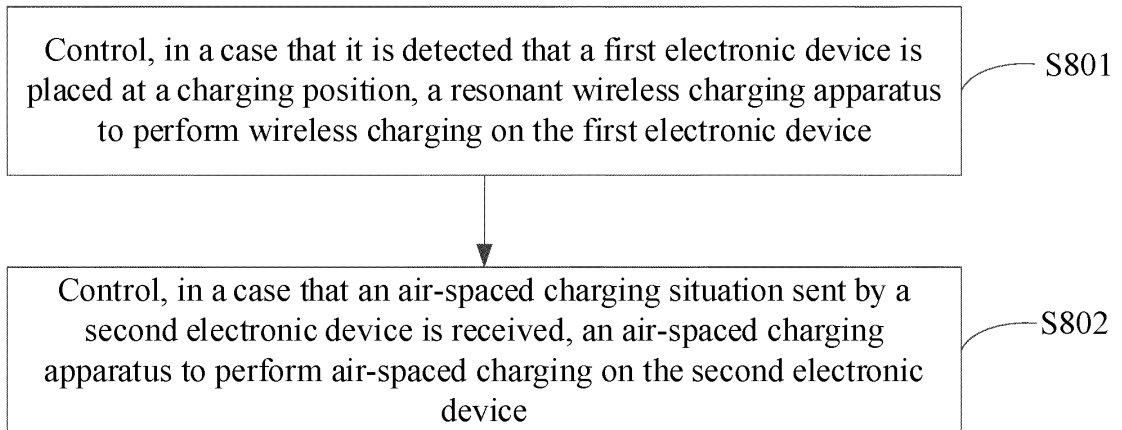 Control, in a case that it is detected that a first electronic device is
placed at a charging position, a resonant wireless charging apparatus
to perform wireless charging on the first electronic device
S801
Control, in a case that an air-spaced charging situation sent by a
second electronic device is received, an air-spaced charging
apparatus to perform air-spaced charging on the second electronic
device
S802